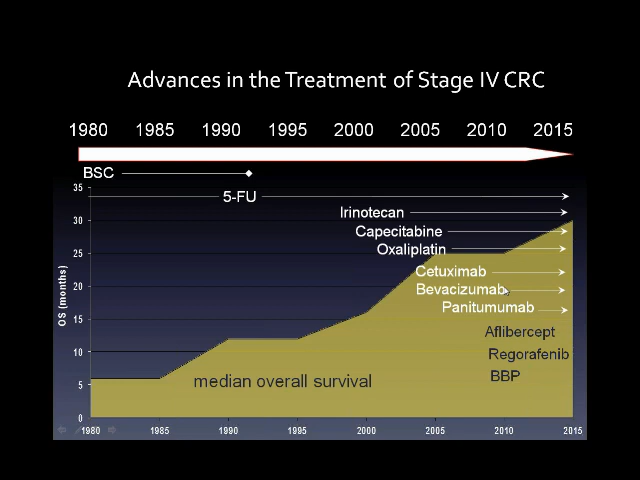 Advances in the Treatment of Stage IV CRC
1980 1985 1990 1995 2000 2005 2010 2015
BSC
35
5-FU
Irinotecan
30
Capecitabine
Oxaliplatin
25
Cetuximab
20
Bevacizumab
Panitumumab
15
Aflibercept
10
Regorafenib
BBP
5
median overall survival
0
OS (months)
1980 1985 1990 1995 2000 2005 2010 2015